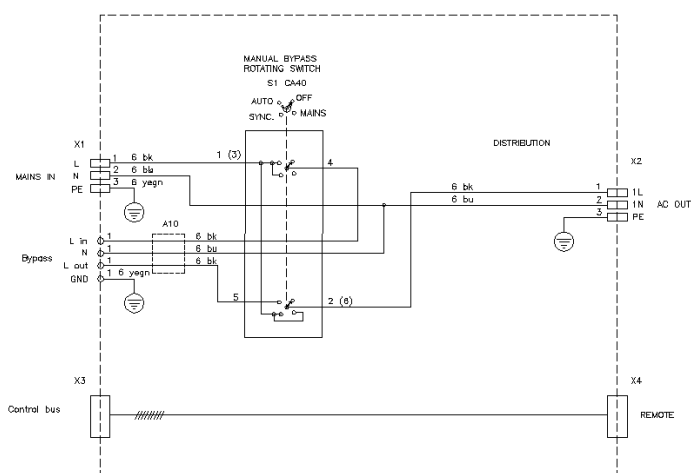 MANUAL BYPASS
ROTATING SWITCH
S1 CA40
AUTO OFF
SYNC. MAINS
DISTRIBUTION
X1
X2
L 1 6 bk 1 (3) 4
MAINS IN N 2 6 blu
PE 3 6 yegn
6 bk 1 1L
6 bu 2 1N AC OUT
3 PE
A10
L in 1 6 bk
N 1 6 bu
Bypass
L out 1 6 bk
GND 1 6 yegn
5 2 (6)
X3 X4
Control bus REMOTE